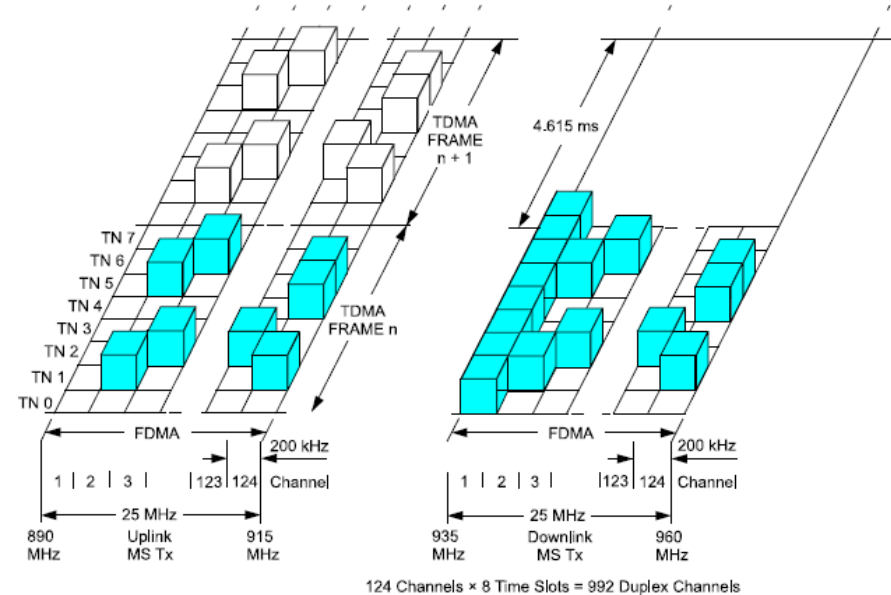 TDMA
FRAME
n + 1
4.615 ms
TN 7
TN 6
TN 5
TN 4
TN 3
TN 2
TN 1
TN 0
TDMA
FRAME n
FDMA
200 kHz
1 | 2 | 3 | | 123 | 124 | Channel
25 MHz
890
MHz
Uplink
MS Tx
915
MHz
FDMA
200 kHz
1 | 2 | 3 | | 123 | 124 | Channel
25 MHz
935
MHz
Downlink
MS Tx
960
MHz
124 Channels × 8 Time Slots = 992 Duplex Channels